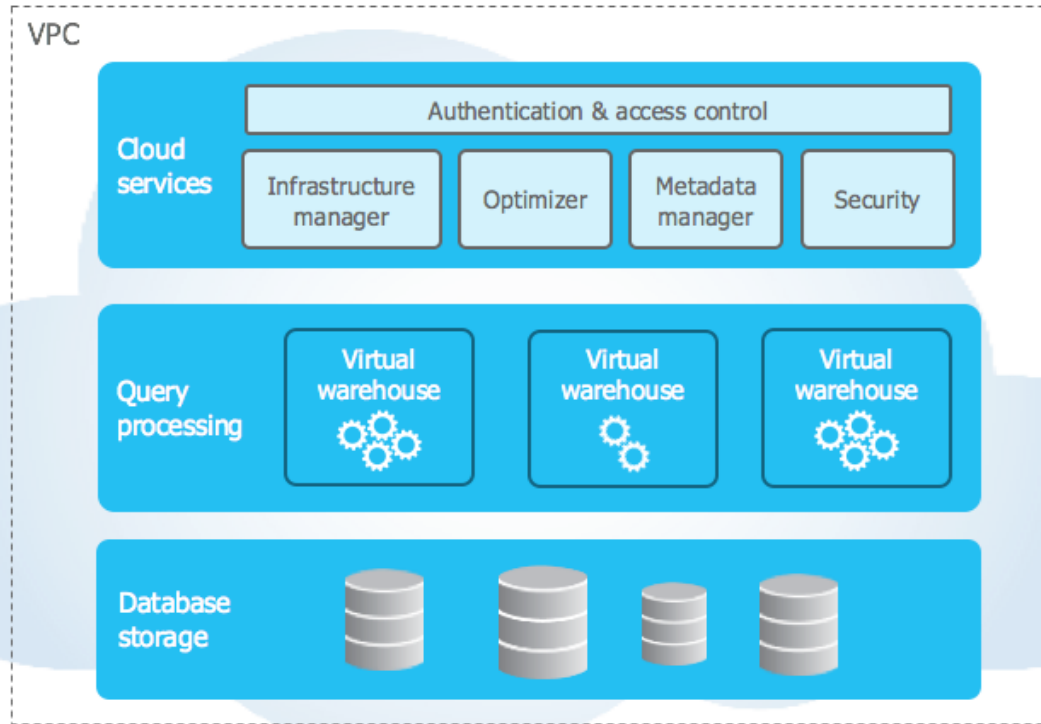 VPC
Authentication & access control
Cloud
services
Infrastructure
manager
Optimizer
Metadata
manager
Security
Query
processing
Virtual
warehouse
Virtual
warehouse
Virtual
warehouse
Database
storage